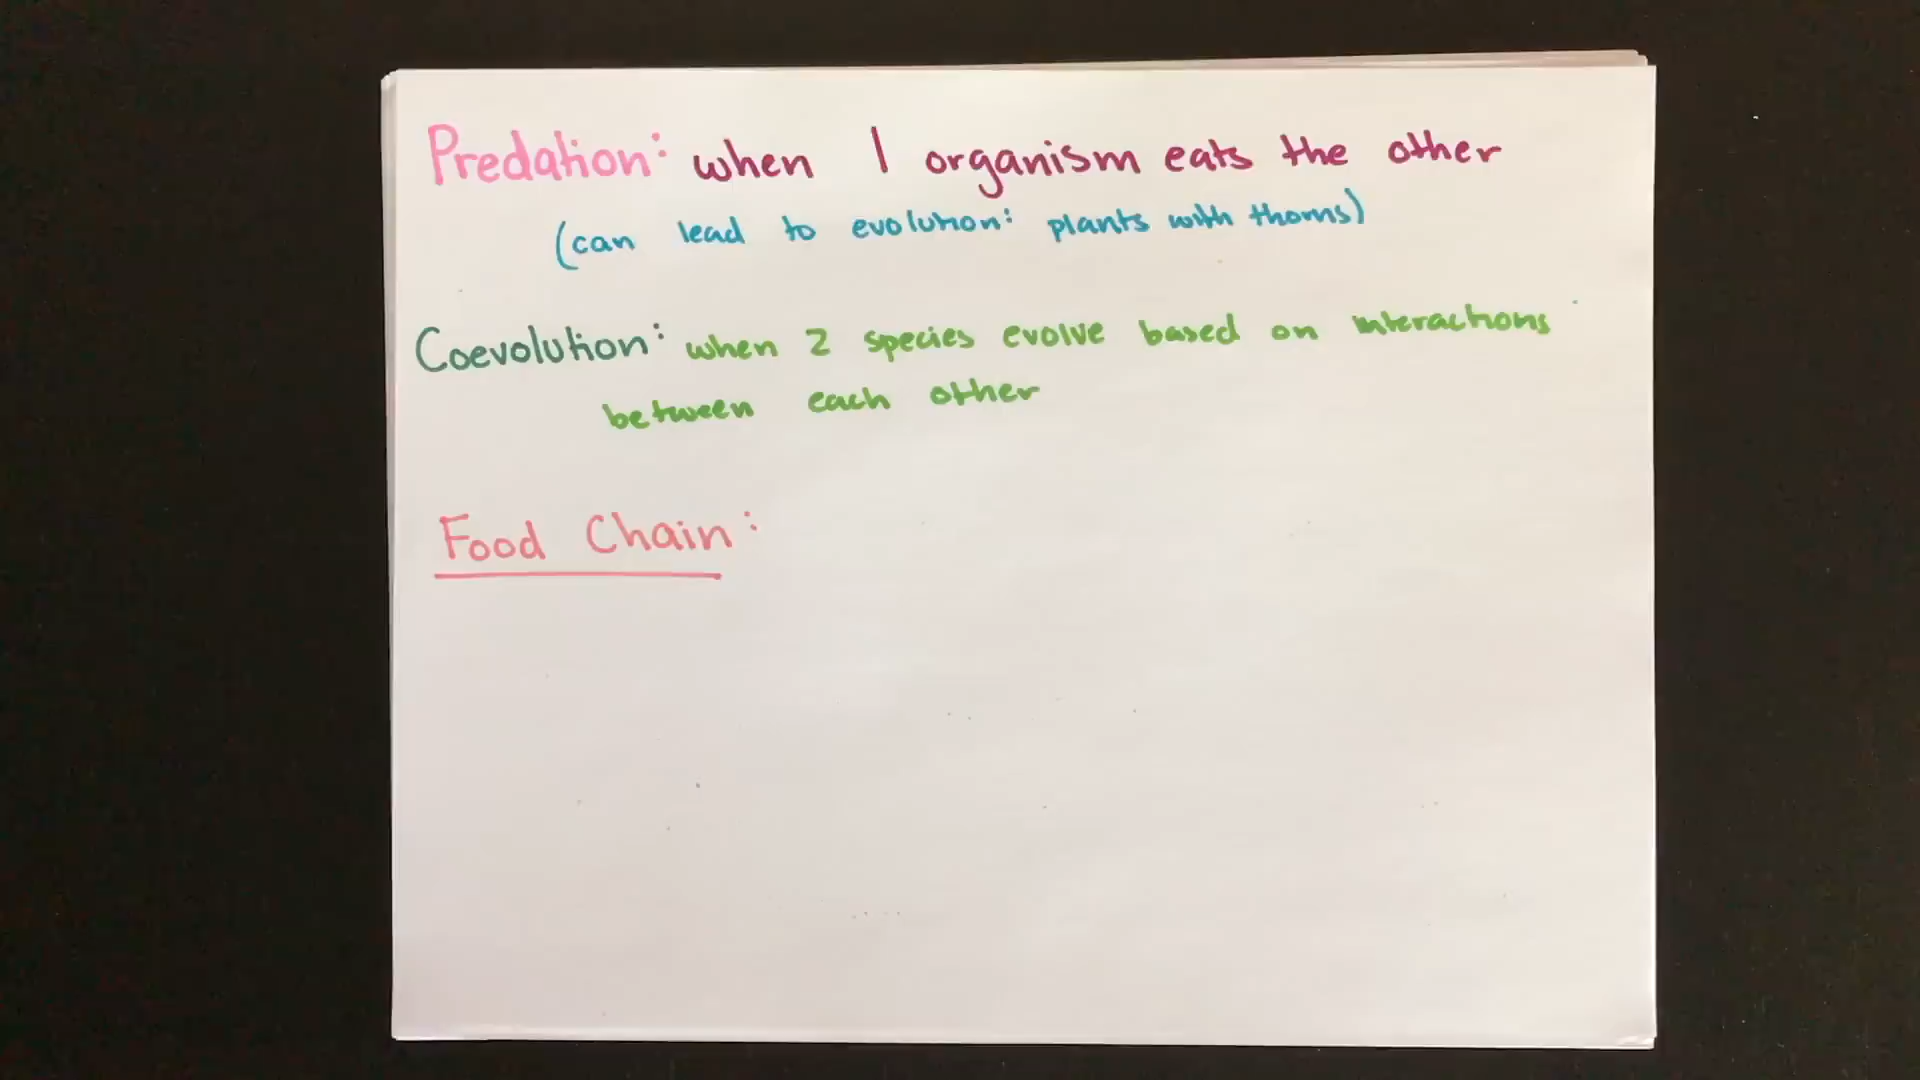 Predation: when 1 organism eats the other
(can lead to evolution: plants with thorns)
Coevolution: when 2 species evolve based on interactions
between each other
Food Chain: